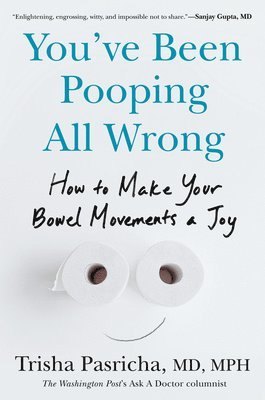 "Enlightening, engrossing, witty, and impossible not to share."—Sanjay Gupta, MD
You've Been
Pooping
All Wrong
How to Make Your
Bowel Movements a Joy
Trisha Pasricha, MD, MPH
The Washington Post's Ask A Doctor columnist